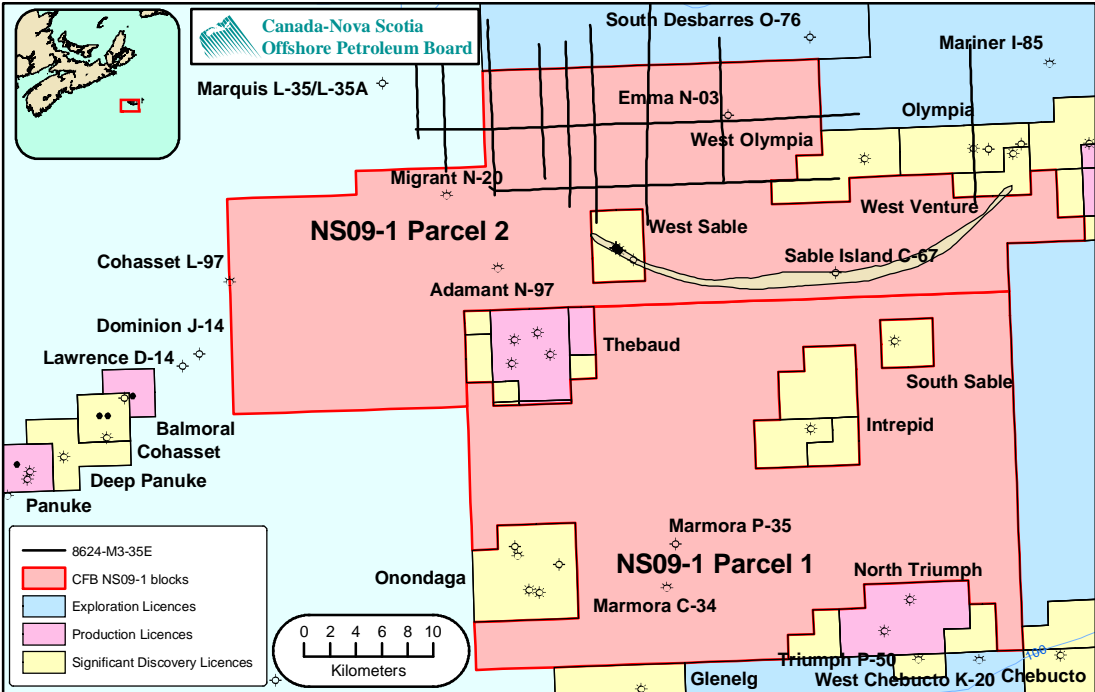 Canada-Nova Scotia
Offshore Petroleum Board
South Desbarres O-76
Mariner I-85
Marquis L-35/L-35A
Emma N-03
Olympia
West Olympia
Migrant N-20
NS09-1 Parcel 2
West Venture
West Sable
Sable Island C-67
Cohasset L-97
Adamant N-97
Dominion J-14
Thebaud
Lawrence D-14
South Sable
Balmoral
Intrepid
Cohasset
Deep Panuke
Panuke
Marmora P-35
NS09-1 Parcel 1
North Triumph
Onondaga
Marmora C-34
8624-M3-35E
CFB NS09-1 blocks
Exploration Licences
Production Licences
Significant Discovery Licences
0 2 4 6 8 10
Kilometers
Triumph P-50
100
West Chebucto K-20
Chebucto
Glenelg